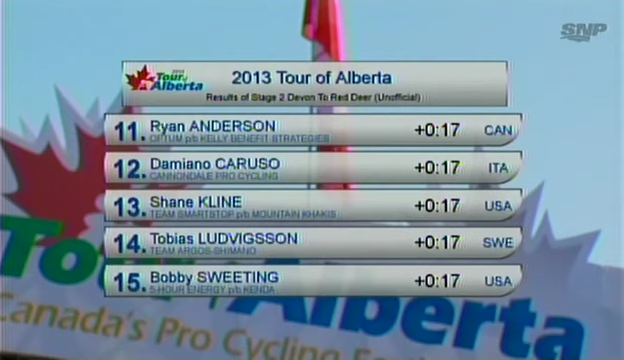 SNP
2013 Tour of Alberta
2013
Tour of
Alberta
Results of Stage 2 Devon To Red Deer (Unofficial)
11. Ryan ANDERSON +0:17 CAN
OPTUM p/b KELLY BENEFIT STRATEGIES
12. Damiano CARUSO +0:17 ITA
CANNONDALE PRO CYCLING
13. Shane KLINE +0:17 USA
TEAM SMARTSTOP p/b MOUNTAIN KHAKIS
14. Tobias LUDVIGSSON +0:17 SWE
TEAM ARGOS-SHIMANO
15. Bobby SWEETING +0:17 USA
5-HOUR ENERGY p/b KENDA
Tour
Alberta
Canada's Pro Cycling